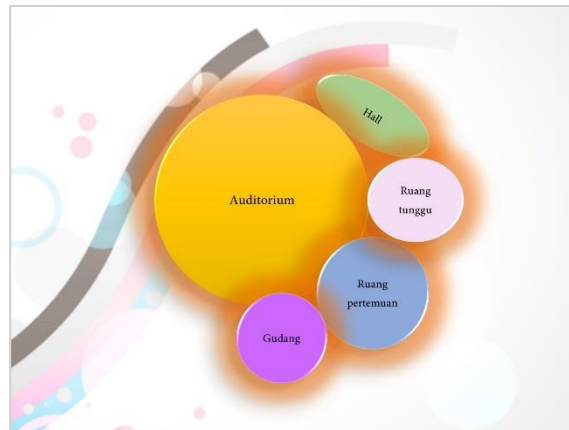 Hall
Auditorium
Ruang
tunggu
Ruang
pertemuan
Gudang